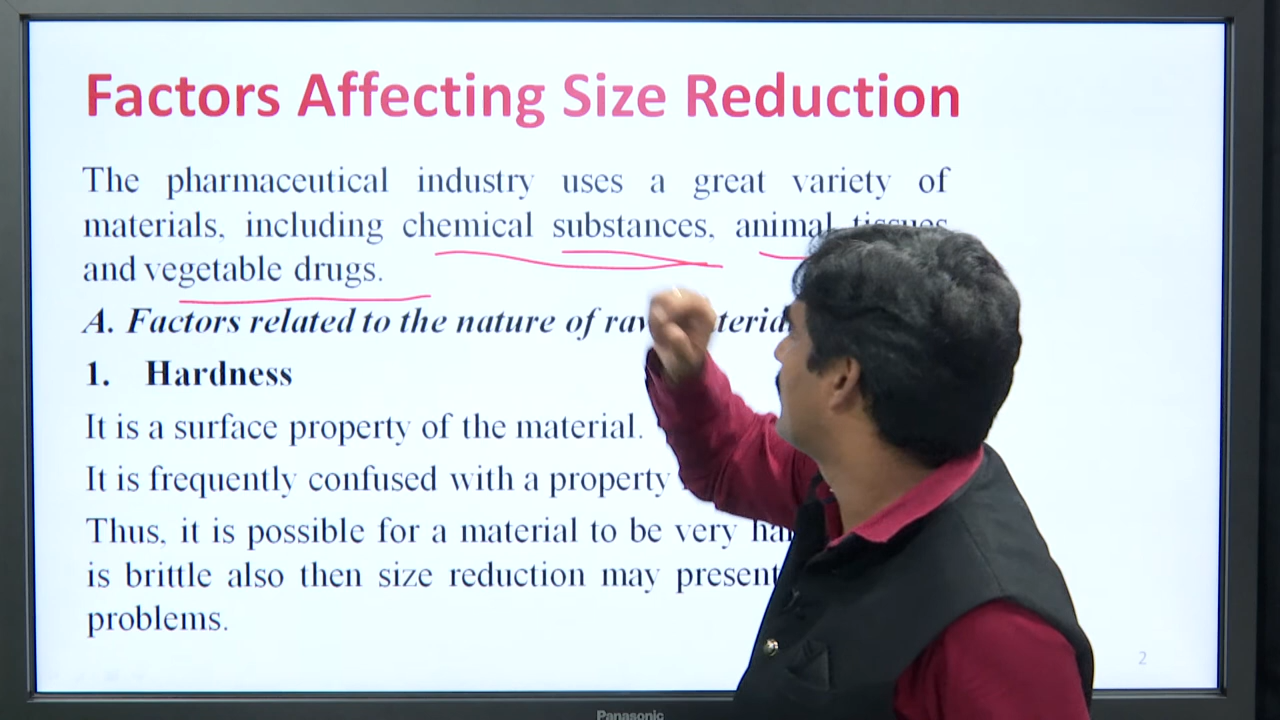 Factors Affecting Size Reduction
The pharmaceutical industry uses a great variety of
materials, including chemical substances, animal tissues
and vegetable drugs.
A. Factors related to the nature of raw
1. Hardness
It is a surface property of the material.
It is frequently confused with a property
Thus, it is possible for a material to be very
is brittle also then size reduction may present
problems.
2
Panasonic